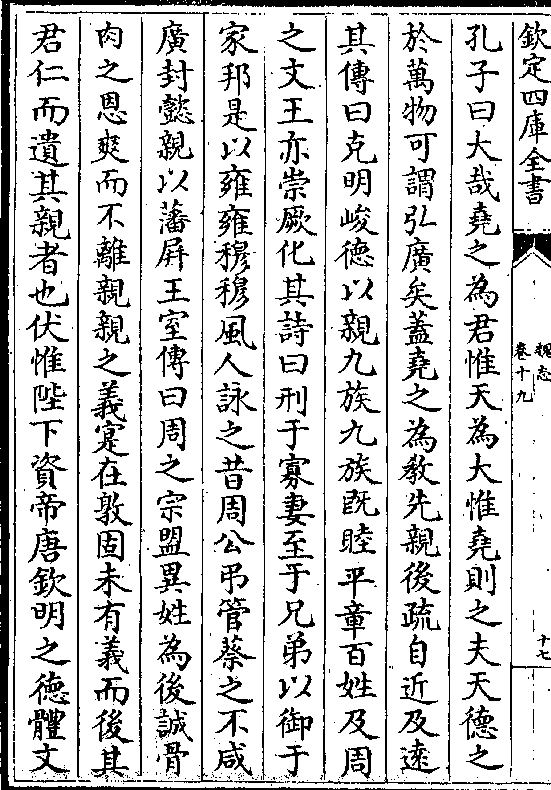 欽定四庫全書
魏志
卷十九
十七
孔子曰大哉堯之為君惟天為大惟堯則之夫天德之
於萬物可謂弘廣矣蓋堯之為教先親後疏自近及遠
其傳曰克明峻德以親九族九族既睦平章百姓及周
之文王亦崇厥化其詩曰刑于寡妻至于兄弟以御于
家邦是以雍雍穆穆風人詠之昔周公弔管蔡之不咸
廣封懿親以藩屏王室傳曰周之宗盟異姓為後誠骨
肉之恩爽而不離親親之義寔在敦固未有義而後其
君仁而遺其親者也伏惟陛下資帝唐欽明之德體文